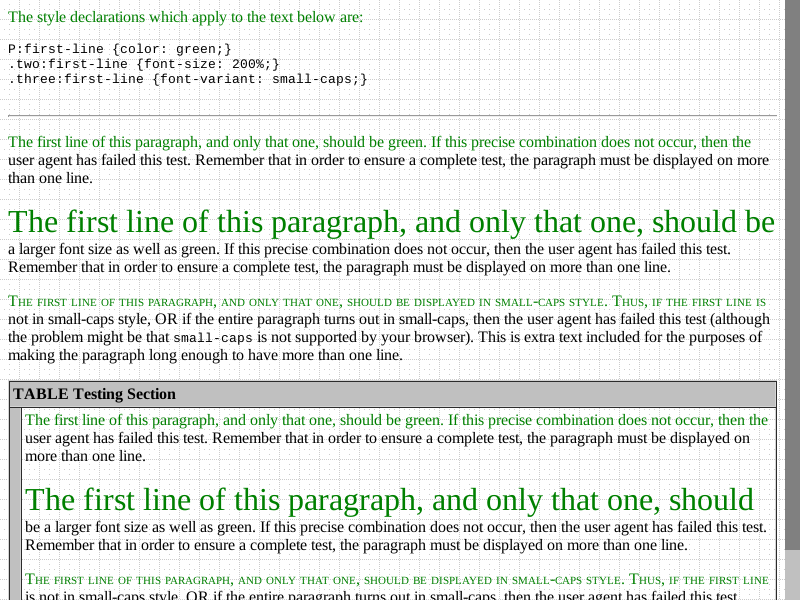 The style declarations which apply to the text below are:
P:first-line {color: green;}
.two:first-line {font-size: 200%;}
.three:first-line {font-variant: small-caps;}
The first line of this paragraph, and only that one, should be green. If this precise combination does not occur, then the
user agent has failed this test. Remember that in order to ensure a complete test, the paragraph must be displayed on more
than one line.
The first line of this paragraph, and only that one, should be
a larger font size as well as green. If this precise combination does not occur, then the user agent has failed this test.
Remember that in order to ensure a complete test, the paragraph must be displayed on more than one line.
The first line of this paragraph, and only that one, should be displayed in small-caps style. Thus, if the first line is
not in small-caps style, OR if the entire paragraph turns out in small-caps, then the user agent has failed this test (although
the problem might be that small-caps is not supported by your browser). This is extra text included for the purposes of
making the paragraph long enough to have more than one line.
TABLE Testing Section
The first line of this paragraph, and only that one, should be green. If this precise combination does not occur, then the
user agent has failed this test. Remember that in order to ensure a complete test, the paragraph must be displayed on
more than one line.
The first line of this paragraph, and only that one, should
be a larger font size as well as green. If this precise combination does not occur, then the user agent has failed this test.
Remember that in order to ensure a complete test, the paragraph must be displayed on more than one line.
The first line of this paragraph, and only that one, should be displayed in small-caps style. Thus, if the first line
is not in small-caps style, OR if the entire paragraph turns out in small-caps, then the user agent has failed this test